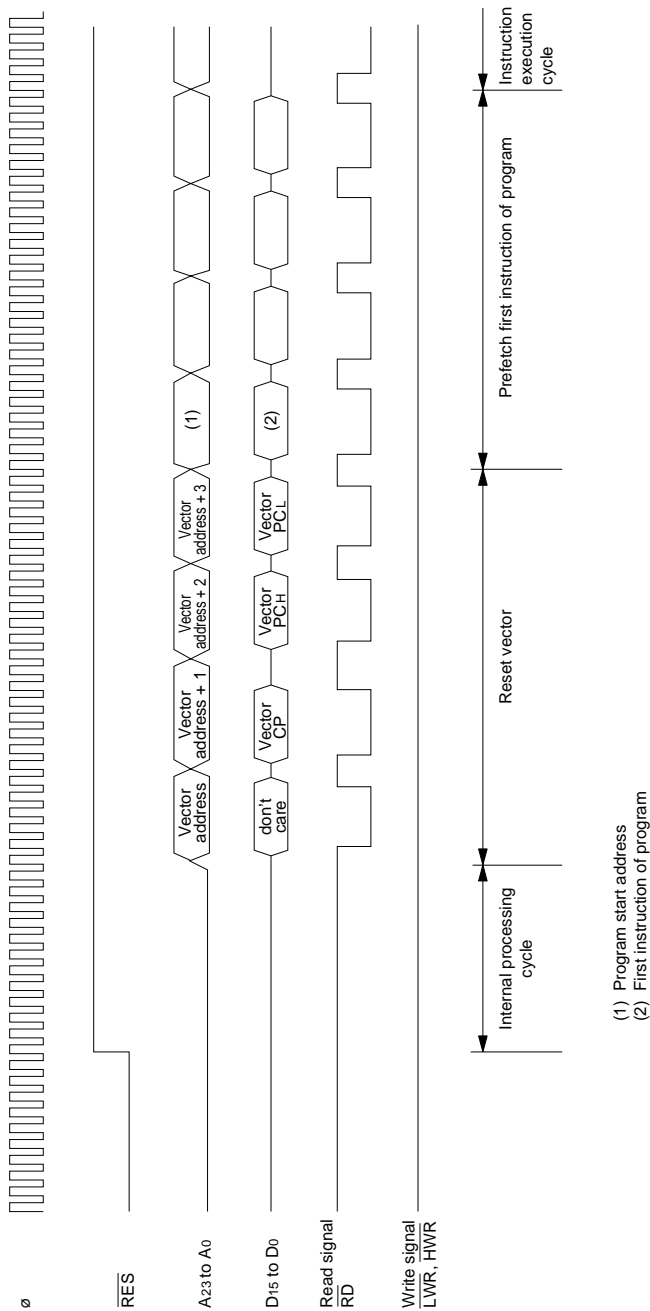 ø
RES
A23 to A0
Vector
address
Vector
address + 1
Vector
address + 2
Vector
address + 3
(1)
D15 to D0
don't
care
Vector
CP
Vector
PCH
Vector
PCL
(2)
Read signal
RD
Write signal
LWR, HWR
Internal processing
cycle
Reset vector
Prefetch first instruction of program
Instruction
execution
cycle
(1) Program start address
(2) First instruction of program